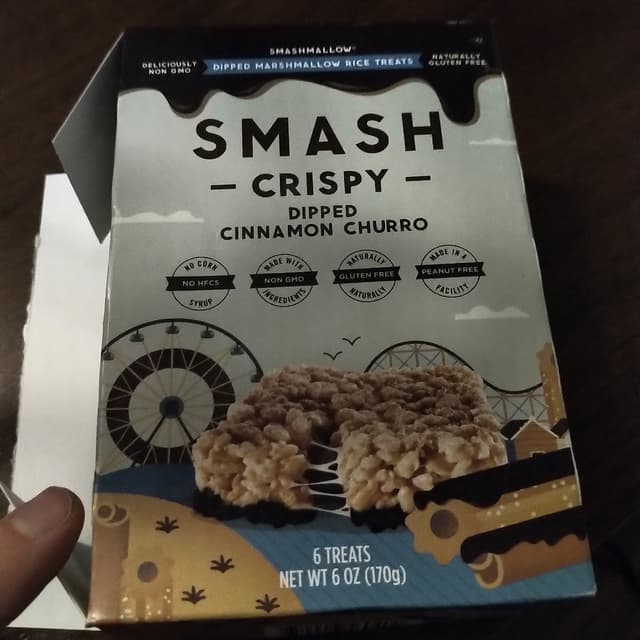 SMASHMALLOW
DELICIOUSLY
NON GMO
DIPPED MARSHMALLOW RICE TREATS
NATURALLY
GLUTEN FREE
SMASH
— CRISPY —
DIPPED
CINNAMON CHURRO
NO CORN
NO HFCS
SYRUP
MADE WITH
NON GMO
INGREDIENTS
NATURALLY
GLUTEN FREE
NATURALLY
MADE IN A
PEANUT FREE
FACILITY
6 TREATS
NET WT 6 OZ (170g)